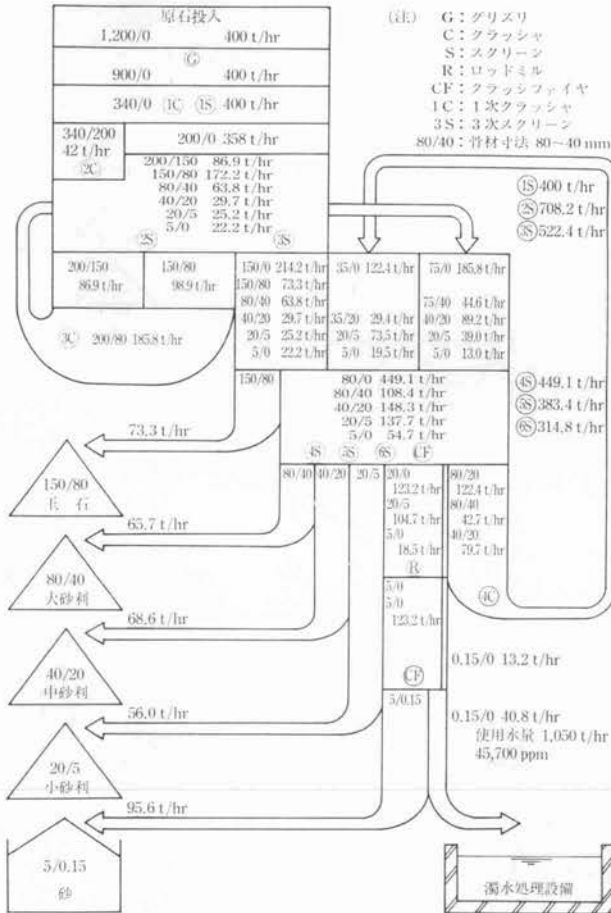 原石投入
1,200/0 400 t/hr
Ⓖ
900/0 400 t/hr
340/0 1C 1S 400 t/hr
340/200
42 t/hr
2C
200/0 358 t/hr
200/150 86.9 t/hr
150/80 172.2 t/hr
80/40 63.8 t/hr
40/20 29.7 t/hr
20/5 25.2 t/hr
5/0 22.2 t/hr
2S 3S
(注) G：グリズリ
C：クラッシャ
S：スクリーン
R：ロッドミル
CF：クラッシファイヤ
1C：1次クラッシャ
3S：3次スクリーン
80/40：骨材寸法 80～40 mm
1S 400 t/hr
2S 708.2 t/hr
3S 522.4 t/hr
200/150
86.9 t/hr
150/80
98.9 t/hr
3C 200/80 185.8 t/hr
150/0 214.2 t/hr
150/80 73.3 t/hr
80/40 63.8 t/hr
40/20 29.7 t/hr
20/5 25.2 t/hr
5/0 22.2 t/hr
35/0 122.4 t/hr
35/20 29.4 t/hr
20/5 73.5 t/hr
5/0 19.5 t/hr
75/0 185.8 t/hr
75/40 44.6 t/hr
40/20 89.2 t/hr
20/5 39.0 t/hr
5/0 13.0 t/hr
150/80
80/0 449.1 t/hr
80/40 108.4 t/hr
40/20 148.3 t/hr
20/5 137.7 t/hr
5/0 54.7 t/hr
4S 5S 6S CF
4S 449.1 t/hr
5S 383.4 t/hr
6S 314.8 t/hr
80/40 40/20 20/5
20/0
123.2 t/hr
20/5
104.7 t/hr
5/0
18.5 t/hr
R
80/20
122.4 t/hr
80/40
42.7 t/hr
40/20
79.7 t/hr
4C
5/0
5/0
123.2 t/hr
CF
5/0.15
0.15/0 13.2 t/hr
0.15/0 40.8 t/hr
使用水量 1,050 t/hr
45,700 ppm
73.3 t/hr
150/80
玉石
65.7 t/hr
80/40
大砂利
68.6 t/hr
40/20
中砂利
56.0 t/hr
20/5
小砂利
95.6 t/hr
5/0.15
砂
濁水処理設備